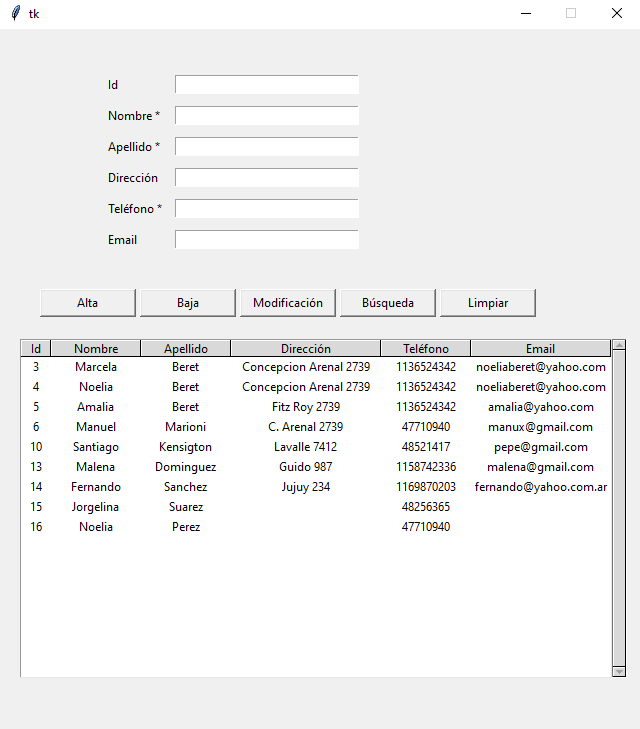 tk
Id
Nombre *
Apellido *
Dirección
Teléfono *
Email
Alta Baja Modificación Búsqueda Limpiar
Id Nombre Apellido Dirección Teléfono Email
3 Marcela Beret Concepcion Arenal 2739 1136524342 noeliaberet@yahoo.com
4 Noelia Beret Concepcion Arenal 2739 1136524342 noeliaberet@yahoo.com
5 Amalia Beret Fitz Roy 2739 1136524342 amalia@yahoo.com
6 Manuel Marioni C. Arenal 2739 47710940 manux@gmail.com
10 Santiago Kensigton Lavalle 7412 48521417 pepe@gmail.com
13 Malena Dominguez Guido 987 1158742336 malena@gmail.com
14 Fernando Sanchez Jujuy 234 1169870203 fernando@yahoo.com.ar
15 Jorgelina Suarez 48256365
16 Noelia Perez 47710940